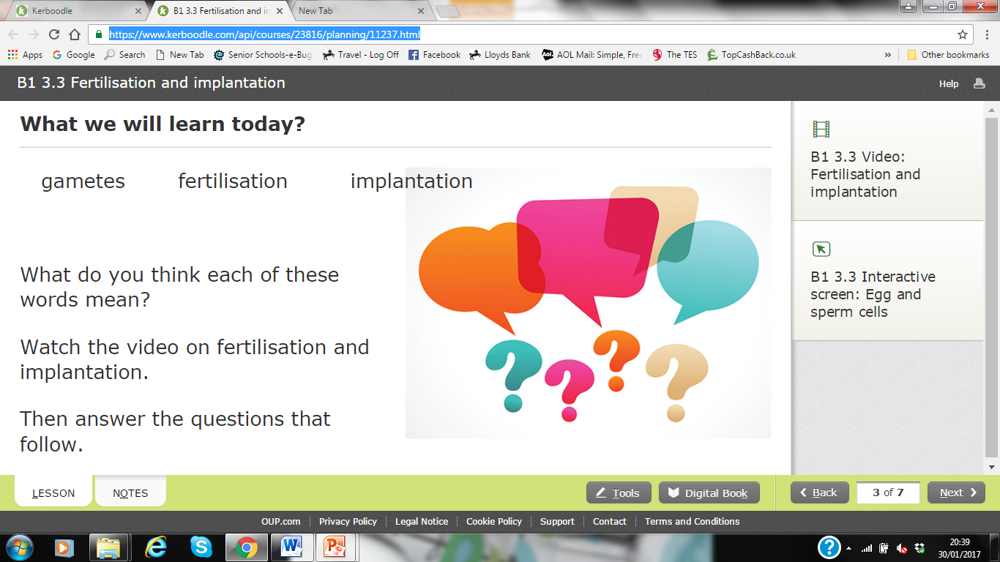 Kerboodle
B1 3.3 Fertilisation and in
New Tab
https://www.kerboodle.com/api/courses/23816/planning/11237.html
Apps
Google
Search
New Tab
Senior Schools-e-Bug
Travel - Log Off
Facebook
Lloyds Bank
Aol.
AOL Mail: Simple, Fre
The TES
TopCashBack.co.uk
»
Other bookmarks
B1 3.3 Fertilisation and implantation
Help
What we will learn today?
gametes fertilisation implantation
What do you think each of these
words mean?
Watch the video on fertilisation and
implantation.
Then answer the questions that
follow.
? ? ? ?
B1 3.3 Video:
Fertilisation and
implantation
B1 3.3 Interactive
screen: Egg and
sperm cells
LESSON
NOTES
Tools
Digital Book
Back
3 of 7
Next
OUP.com
Privacy Policy
Legal Notice
Cookie Policy
Support
Contact
Terms and Conditions
?
20:39
30/01/2017